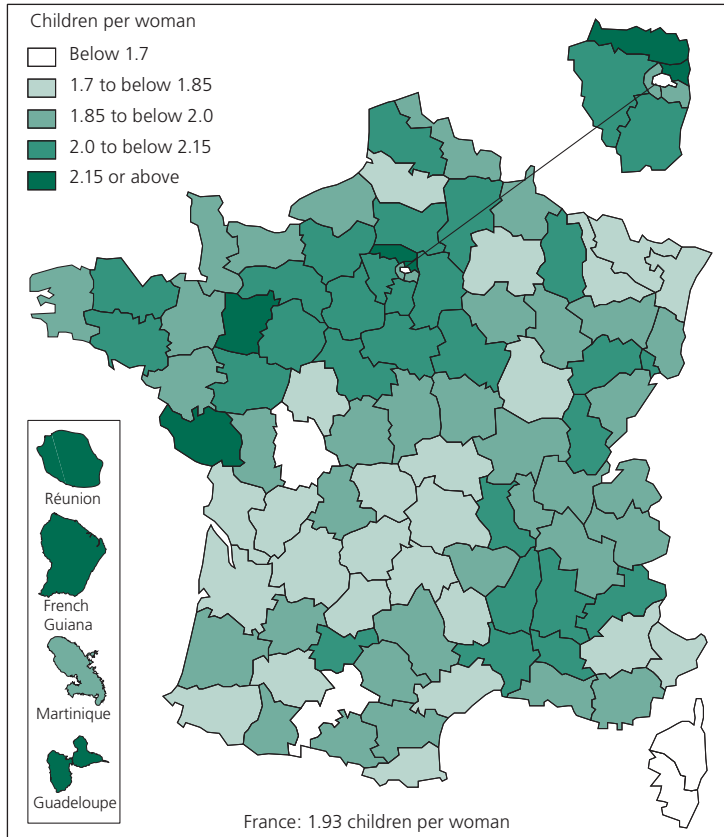 Children per woman
Below 1.7
1.7 to below 1.85
1.85 to below 2.0
2.0 to below 2.15
2.15 or above
Réunion
French
Guiana
Martinique
Guadeloupe
France: 1.93 children per woman